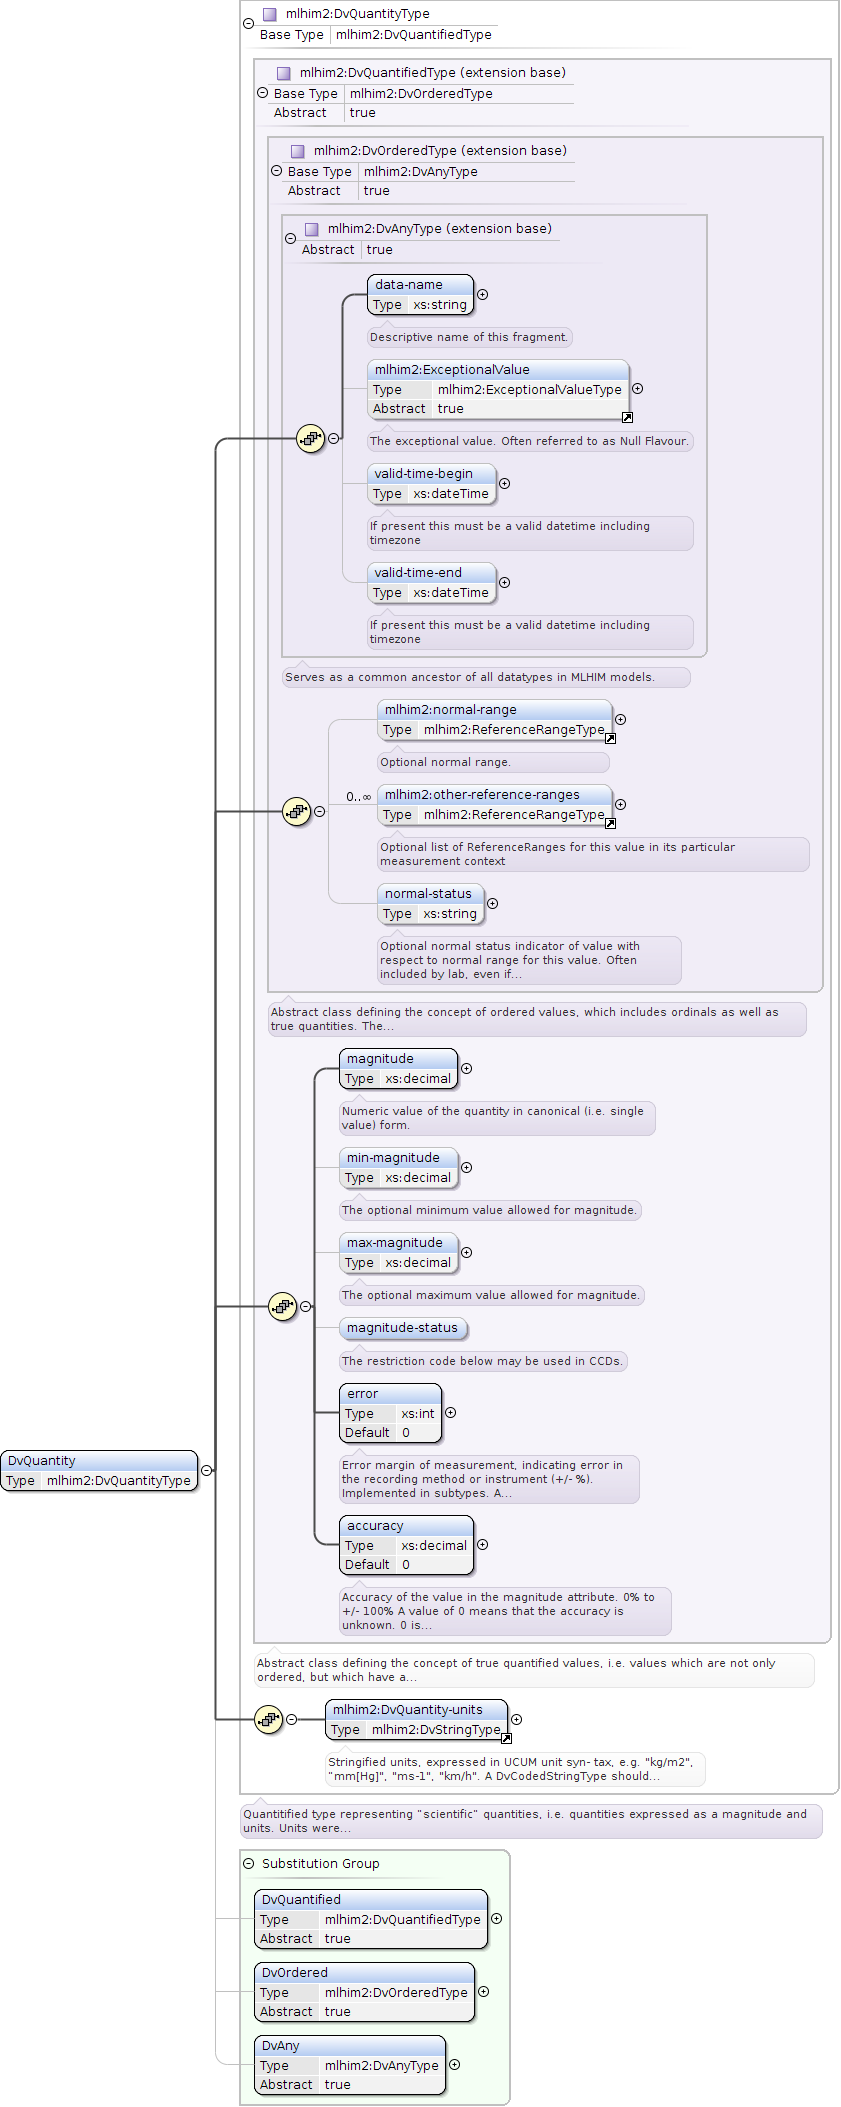 mlhim2:DvQuantityType
Base Type mlhim2:DvQuantifiedType
mlhim2:DvQuantifiedType (extension base)
Base Type mlhim2:DvOrderedType
Abstract true
mlhim2:DvOrderedType (extension base)
Base Type mlhim2:DvAnyType
Abstract true
mlhim2:DvAnyType (extension base)
Abstract true
data-name
Type xs:string
Descriptive name of this fragment.
mlhim2:ExceptionalValue
Type mlhim2:ExceptionalValueType
Abstract true
The exceptional value. Often referred to as Null Flavour.
valid-time-begin
Type xs:dateTime
If present this must be a valid datetime including
timezone
valid-time-end
Type xs:dateTime
If present this must be a valid datetime including
timezone
Serves as a common ancestor of all datatypes in MLHIM models.
mlhim2:normal-range
Type mlhim2:ReferenceRangeType
Optional normal range.
0..∞
mlhim2:other-reference-ranges
Type mlhim2:ReferenceRangeType
Optional list of ReferenceRanges for this value in its particular
measurement context
normal-status
Type xs:string
Optional normal status indicator of value with
respect to normal range for this value. Often
included by lab, even if...
Abstract class defining the concept of ordered values, which includes ordinals as well as
true quantities. The...
magnitude
Type xs:decimal
Numeric value of the quantity in canonical (i.e. single
value) form.
min-magnitude
Type xs:decimal
The optional minimum value allowed for magnitude.
max-magnitude
Type xs:decimal
The optional maximum value allowed for magnitude.
magnitude-status
The restriction code below may be used in CCDs.
error
Type xs:int
Default 0
Error margin of measurement, indicating error in
the recording method or instrument (+/- %).
Implemented in subtypes. A...
DvQuantity
Type mlhim2:DvQuantityType
accuracy
Type xs:decimal
Default 0
Accuracy of the value in the magnitude attribute. 0% to
+/- 100% A value of 0 means that the accuracy is
unknown. 0 is...
Abstract class defining the concept of true quantified values, i.e. values which are not only
ordered, but which have a...
mlhim2:DvQuantity-units
Type mlhim2:DvStringType
Stringified units, expressed in UCUM unit syn- tax, e.g. "kg/m2",
"mm[Hg]", "ms-1", "km/h". A DvCodedStringType should...
Quantitified type representing "scientific" quantities, i.e. quantities expressed as a magnitude and
units. Units were...
Substitution Group
DvQuantified
Type mlhim2:DvQuantifiedType
Abstract true
DvOrdered
Type mlhim2:DvOrderedType
Abstract true
DvAny
Type mlhim2:DvAnyType
Abstract true